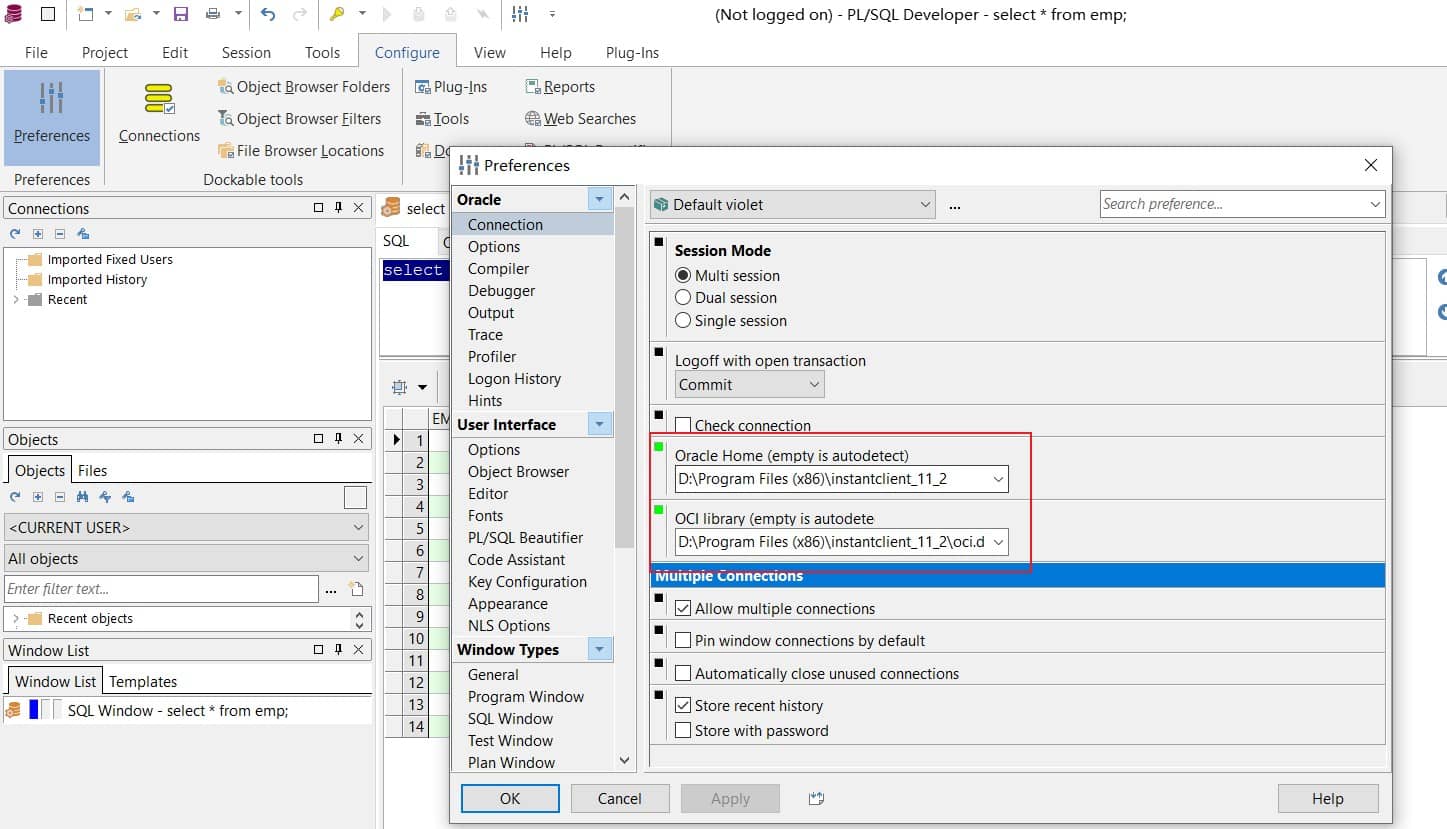 (Not logged on) - PL/SQL Developer - select * from emp;
File Project Edit Session Tools Configure View Help Plug-Ins
Object Browser Folders Plug-Ins Reports
Preferences Connections Object Browser Filters Tools Web Searches
File Browser Locations
Preferences Dockable tools
Connections
Imported Fixed Users
Imported History
Recent
Objects
Objects Files
<CURRENT USER>
All objects
Enter filter text... ...
Recent objects
Window List
Window List Templates
SQL Window - select * from emp;
select
SQL
select
EM
1
2
3
4
5
6
7
8
9
10
11
12
13
14
Preferences
Oracle
Connection
Options
Compiler
Debugger
Output
Trace
Profiler
Logon History
Hints
User Interface
Options
Object Browser
Editor
Fonts
PL/SQL Beautifier
Code Assistant
Key Configuration
Appearance
NLS Options
Window Types
General
Program Window
SQL Window
Test Window
Plan Window
Default violet ... Search preference...
Session Mode
Multi session
Dual session
Single session
Logoff with open transaction
Commit
Check connection
Oracle Home (empty is autodetect)
D:\Program Files (x86)\instantclient_11_2
OCI library (empty is autodete
D:\Program Files (x86)\instantclient_11_2\oci.d
Multiple Connections
Allow multiple connections
Pin window connections by default
Automatically close unused connections
Store recent history
Store with password
OK Cancel Apply Help